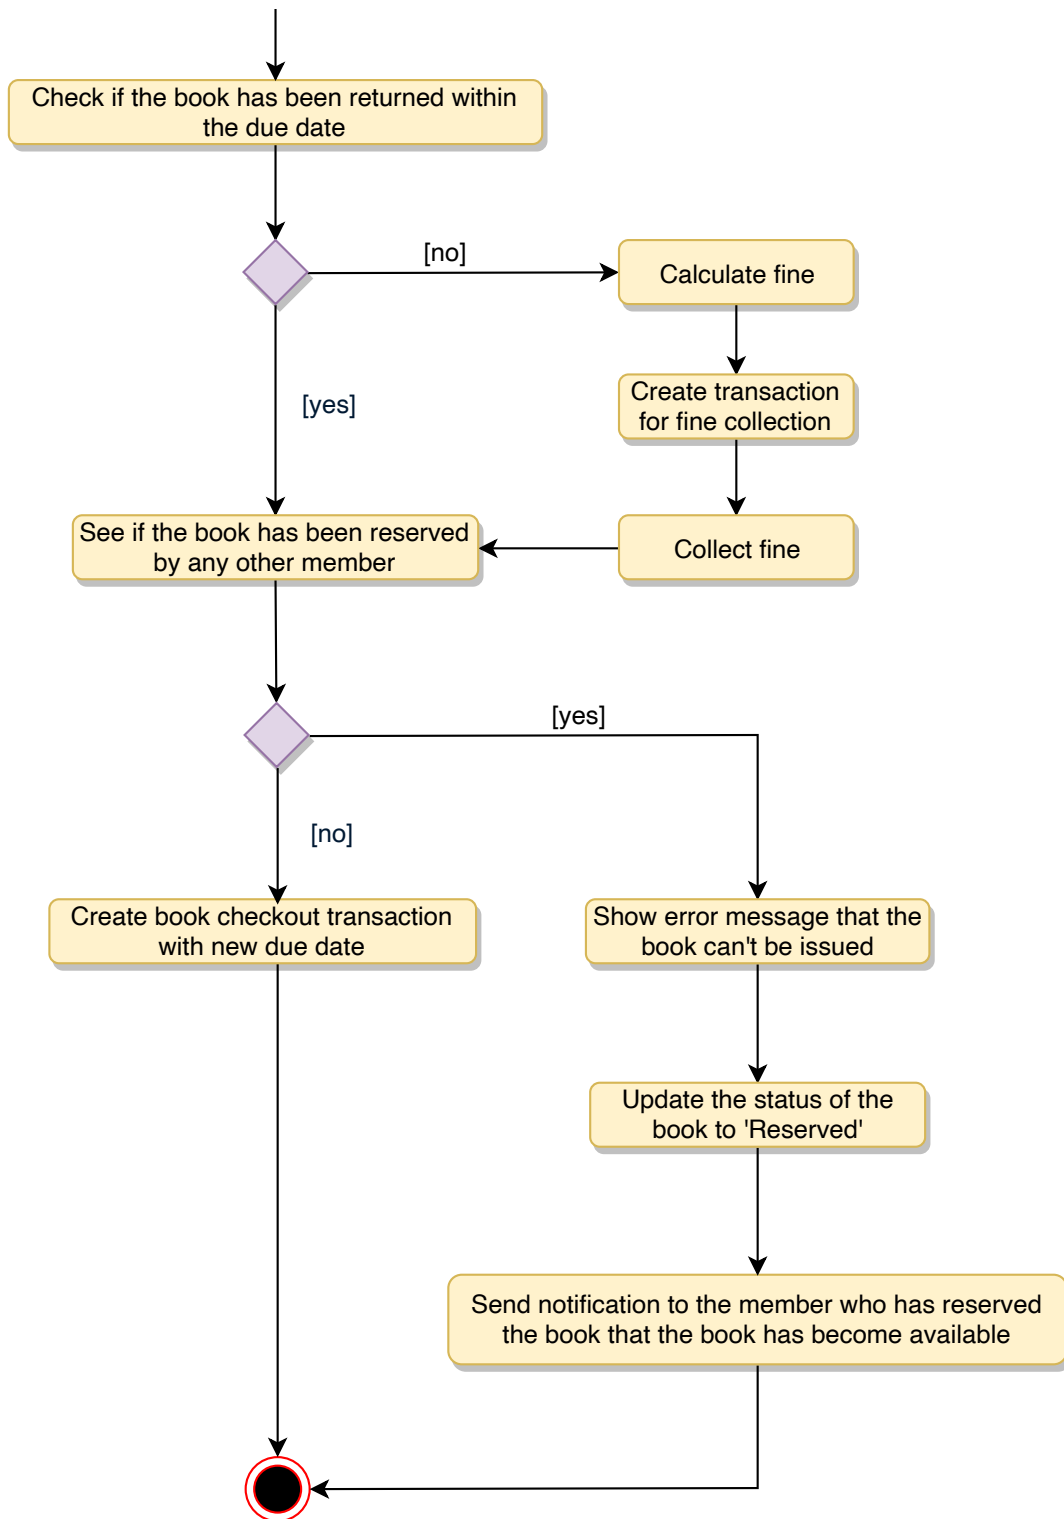 Check if the book has been returned within
the due date
[no]
Calculate fine
[yes]
Create transaction
for fine collection
See if the book has been reserved
by any other member
Collect fine
[yes]
[no]
Create book checkout transaction
with new due date
Show error message that the
book can't be issued
Update the status of the
book to 'Reserved'
Send notification to the member who has reserved
the book that the book has become available